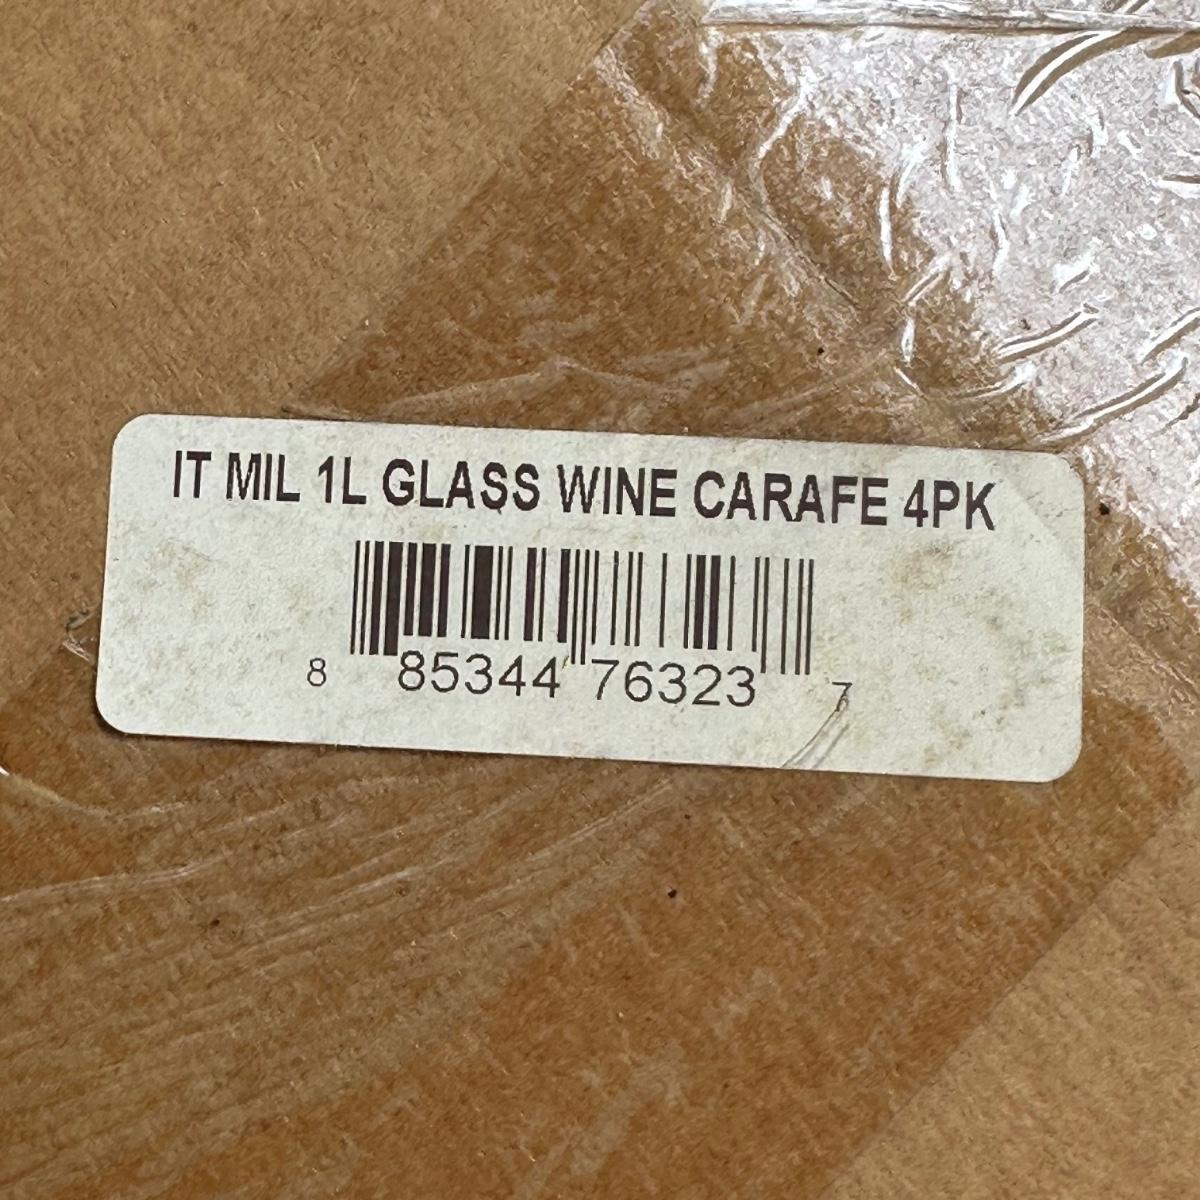 IT MIL 1L GLASS WINE CARAFE 4PK
8 85344 76323 7